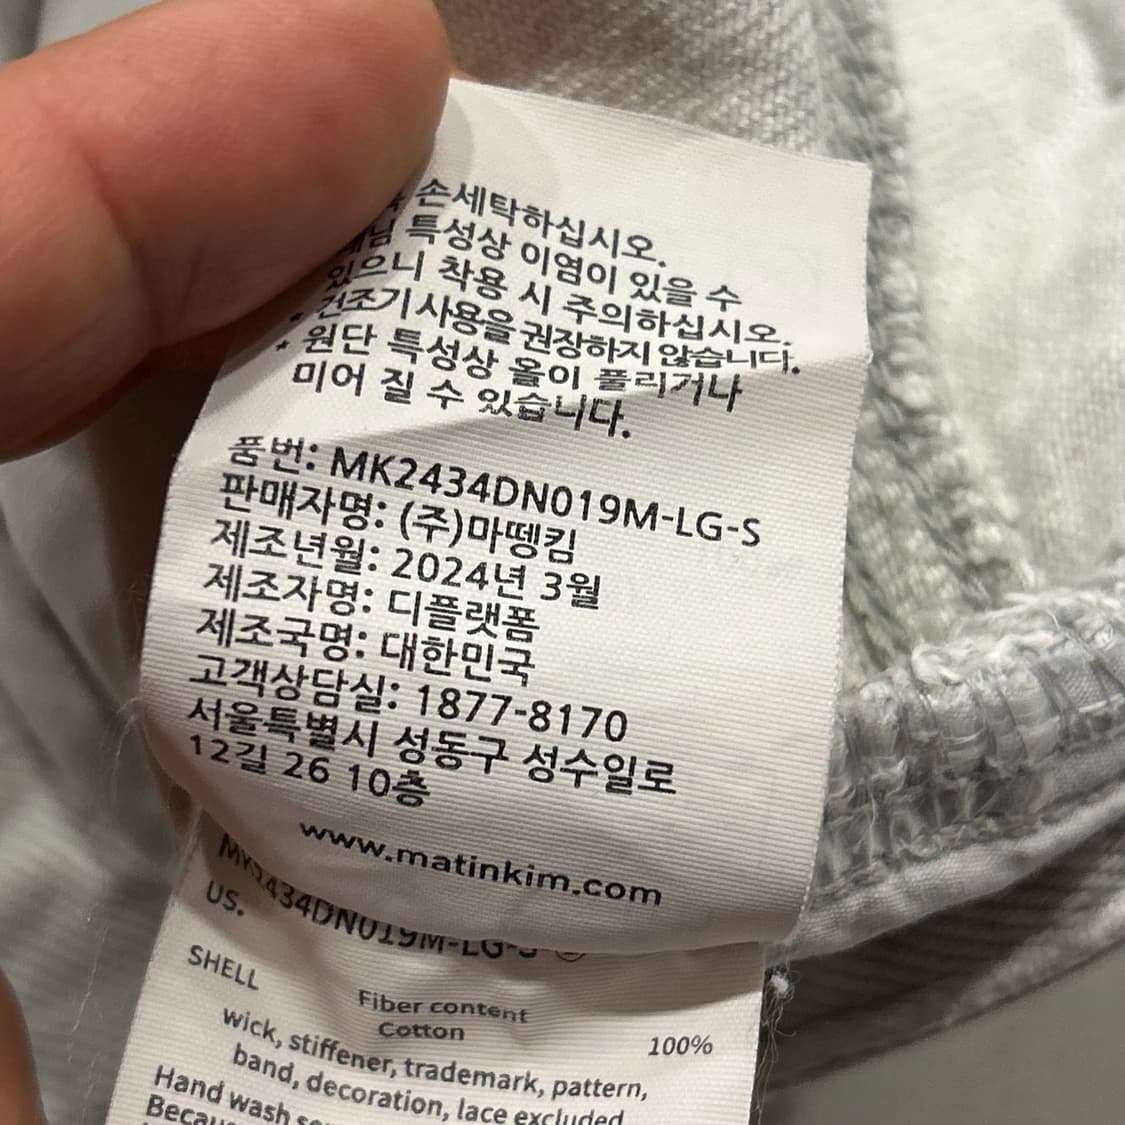 손세탁하십시오.
특성상 이염이 있을 수
있으니 착용 시 주의하십시오.
건조기 사용을 권장하지 않습니다.
* 원단 특성상 올이 풀리거나
미어 질 수 있습니다.
품번: MK2434DN019M-LG-S
판매자명: (주)마뗑킴
제조년월: 2024년 3월
제조자명: 디플랫폼
제조국명: 대한민국
고객상담실: 1877-8170
서울특별시 성동구 성수일로
12길 26 10층
www.matinkim.com
MK2434DN019M-LG-S
US.
SHELL
Fiber content
Cotton 100%
wick, stiffener, trademark, pattern,
band, decoration, lace excluded
Hand wash